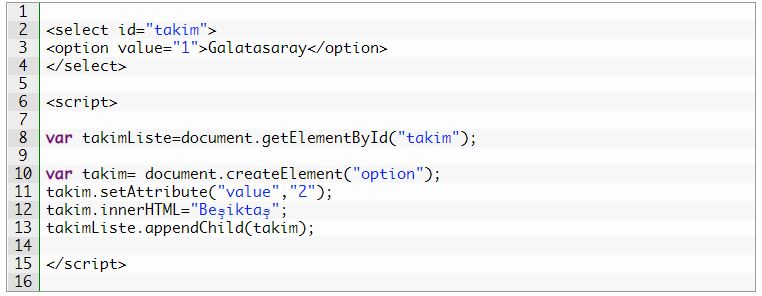 1
2 <select id="takim">
3 <option value="1">Galatasaray</option>
4 </select>
5
6 <script>
7
8 var takimListe=document.getElementById("takim");
9
10 var takim= document.createElement("option");
11 takim.setAttribute("value","2");
12 takim.innerHTML="Beşiktaş";
13 takimListe.appendChild(takim);
14
15 </script>
16